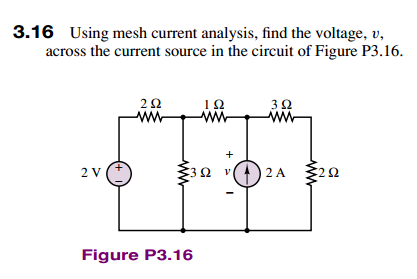 3.16 Using mesh current analysis, find the voltage, v,
across the current source in the circuit of Figure P3.16.
2 Ω 1 Ω 3 Ω
+
2 V + 3 Ω v 2 A 2 Ω
–
Figure P3.16